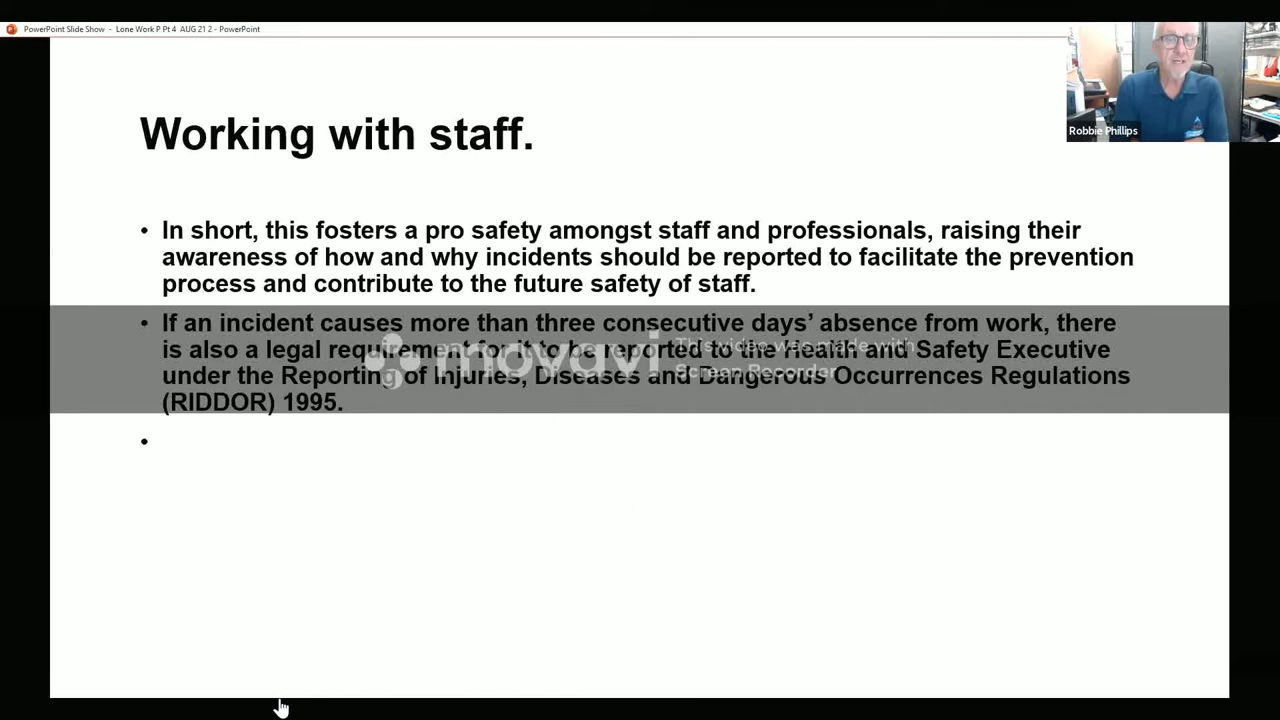 PowerPoint Slide Show - Lone Work P Pt 4 AUG 21 2 - PowerPoint
Robbie Phillips
Working with staff.
• In short, this fosters a pro safety amongst staff and professionals, raising their
awareness of how and why incidents should be reported to facilitate the prevention
process and contribute to the future safety of staff.
• If an incident causes more than three consecutive days’ absence from work, there
is also a legal requirement for it to be reported to the Health and Safety Executive
under the Reporting of Injuries, Diseases and Dangerous Occurrences Regulations
(RIDDOR) 1995.
•
movavi
This video was made with
Screen Recorder